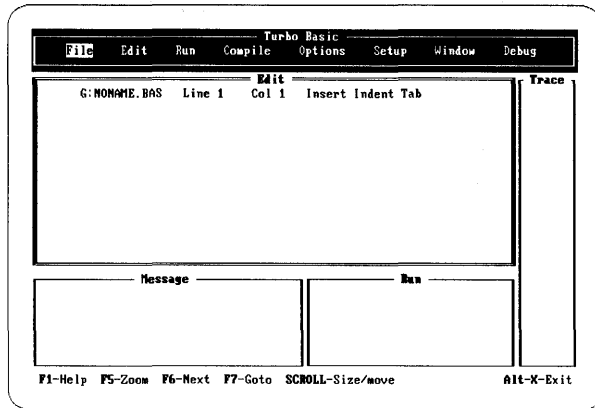 Turbo Basic
File Edit Run Compile Options Setup Window Debug
Edit
Trace
G:NONAME.BAS Line 1 Col 1 Insert Indent Tab
Message
Run
F1-Help F5-Zoom F6-Next F7-Goto SCROLL-Size/move Alt-X-Exit